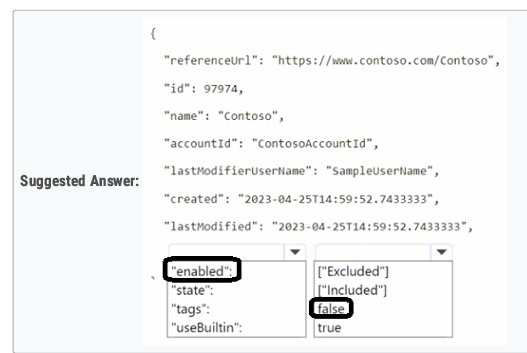 {
"referenceUrl": "https://www.contoso.com/Contoso",
"id": 97974,
"name": "Contoso",
"accountId": "ContosoAccountId",
"lastModifierUserName": "SampleUserName",
Suggested Answer:
"created": "2023-04-25T14:59:52.7433333",
"lastModified": "2023-04-25T14:59:52.7433333",
"enabled": ["Excluded"]
"state": ["Included"]
"tags": false
"useBuiltin": true